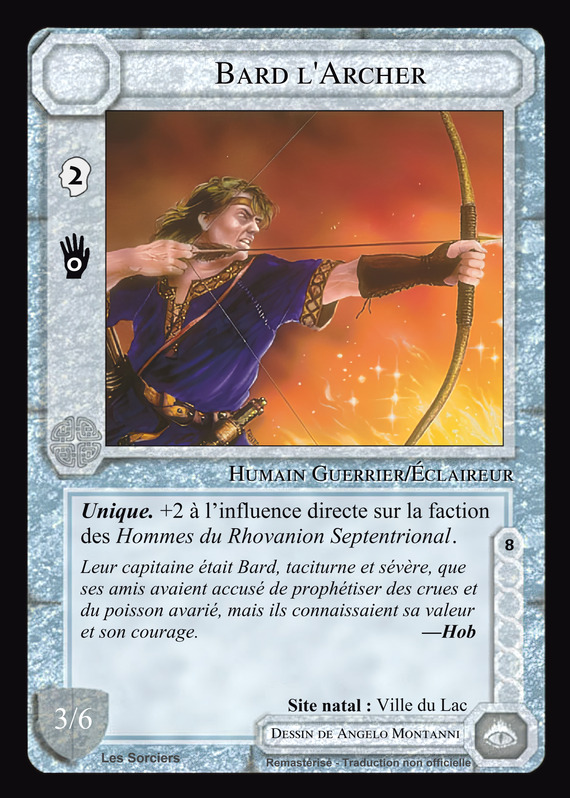 Bard l'Archer
2
0
Humain Guerrier/Éclaireur
Unique. +2 à l'influence directe sur la faction
des Hommes du Rhovanion Septentrional.
8
Leur capitaine était Bard, taciturne et sévère, que
ses amis avaient accusé de prophétiser des crues et
du poisson avarié, mais ils connaissaient sa valeur
et son courage. —Hob
Site natal : Ville du Lac
3/6
Dessin de Angelo Montanni
Les Sorciers
Remastérisé - Traduction non officielle